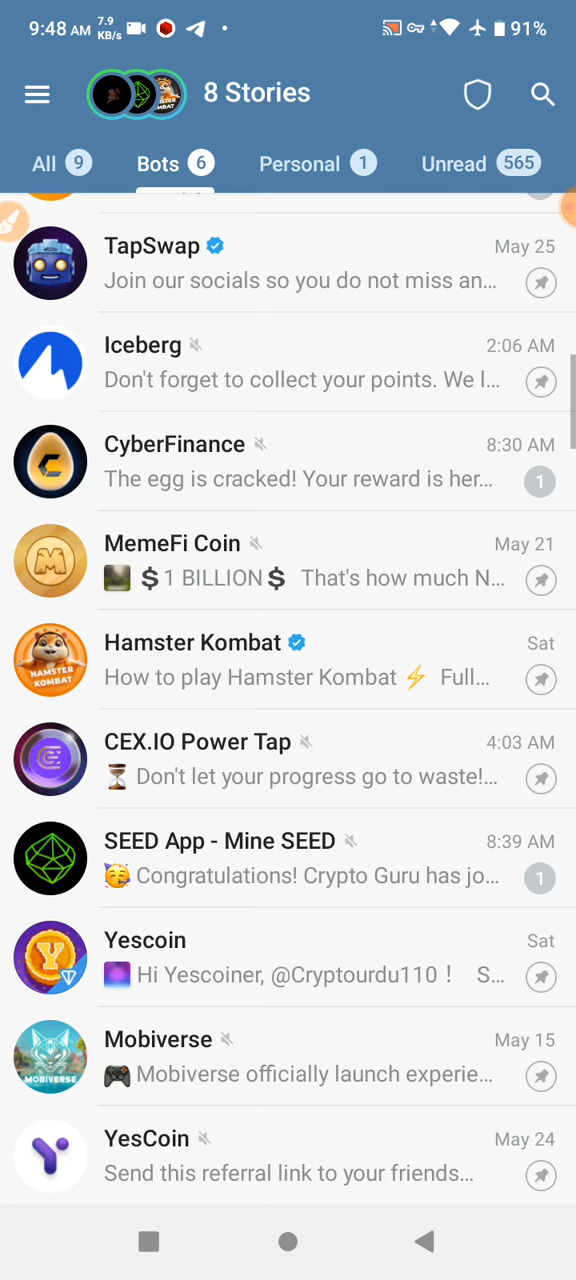 9:48 AM 7.9 KB/s 91%
8 Stories
All 9 Bots 6 Personal 1 Unread 565
TapSwap May 25
Join our socials so you do not miss an...
Iceberg 2:06 AM
Don't forget to collect your points. We l...
CyberFinance 8:30 AM
The egg is cracked! Your reward is her... 1
MemeFi Coin May 21
💲1 BILLION💲 That's how much N...
Hamster Kombat Sat
How to play Hamster Kombat ⚡ Full...
HAMSTER
KOMBAT
CEX.IO Power Tap 4:03 AM
⏳ Don't let your progress go to waste!...
SEED App - Mine SEED 8:39 AM
🥳 Congratulations! Crypto Guru has jo... 1
Yescoin Sat
Hi Yescoiner, @Cryptourdu110 ! S...
Mobiverse May 15
🎮 Mobiverse officially launch experie...
MOBIVERSE
YesCoin May 24
Send this referral link to your friends...